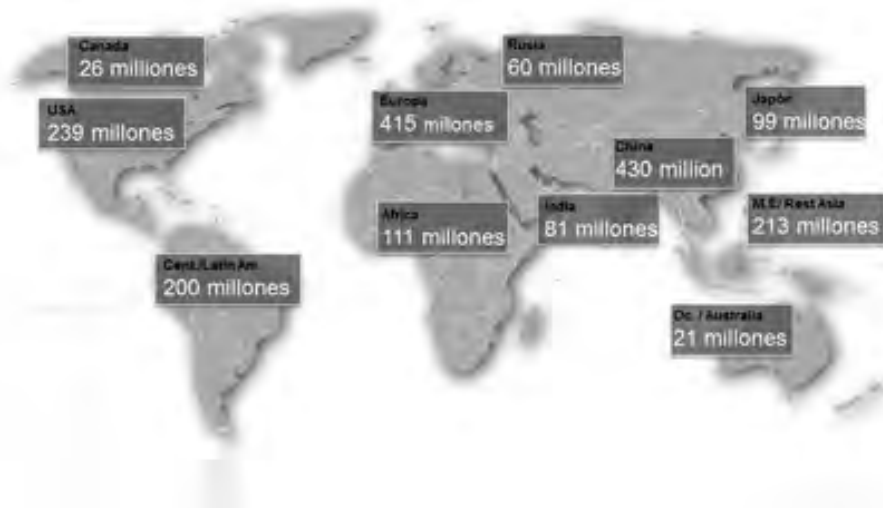 Canada
26 milliones
Rusia
60 millones
USA
239 millones
Europa
415 millones
Japón
99 millones
China
430 million
Africa
111 millones
India
81 millones
M.E/ Rest Asia
213 millones
Cent./Latin Am
200 millones
Oc. / Australia
21 millones